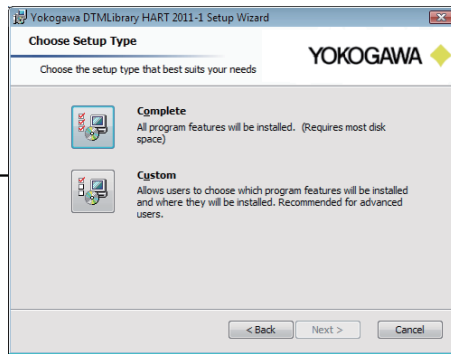 Yokogawa DTMLibrary HART 2011-1 Setup Wizard
Choose Setup Type
Choose the setup type that best suits your needs
YOKOGAWA
Complete
All program features will be installed. (Requires most disk
space)
Custom
Allows users to choose which program features will be installed
and where they will be installed. Recommended for advanced
users.
< Back
Next >
Cancel